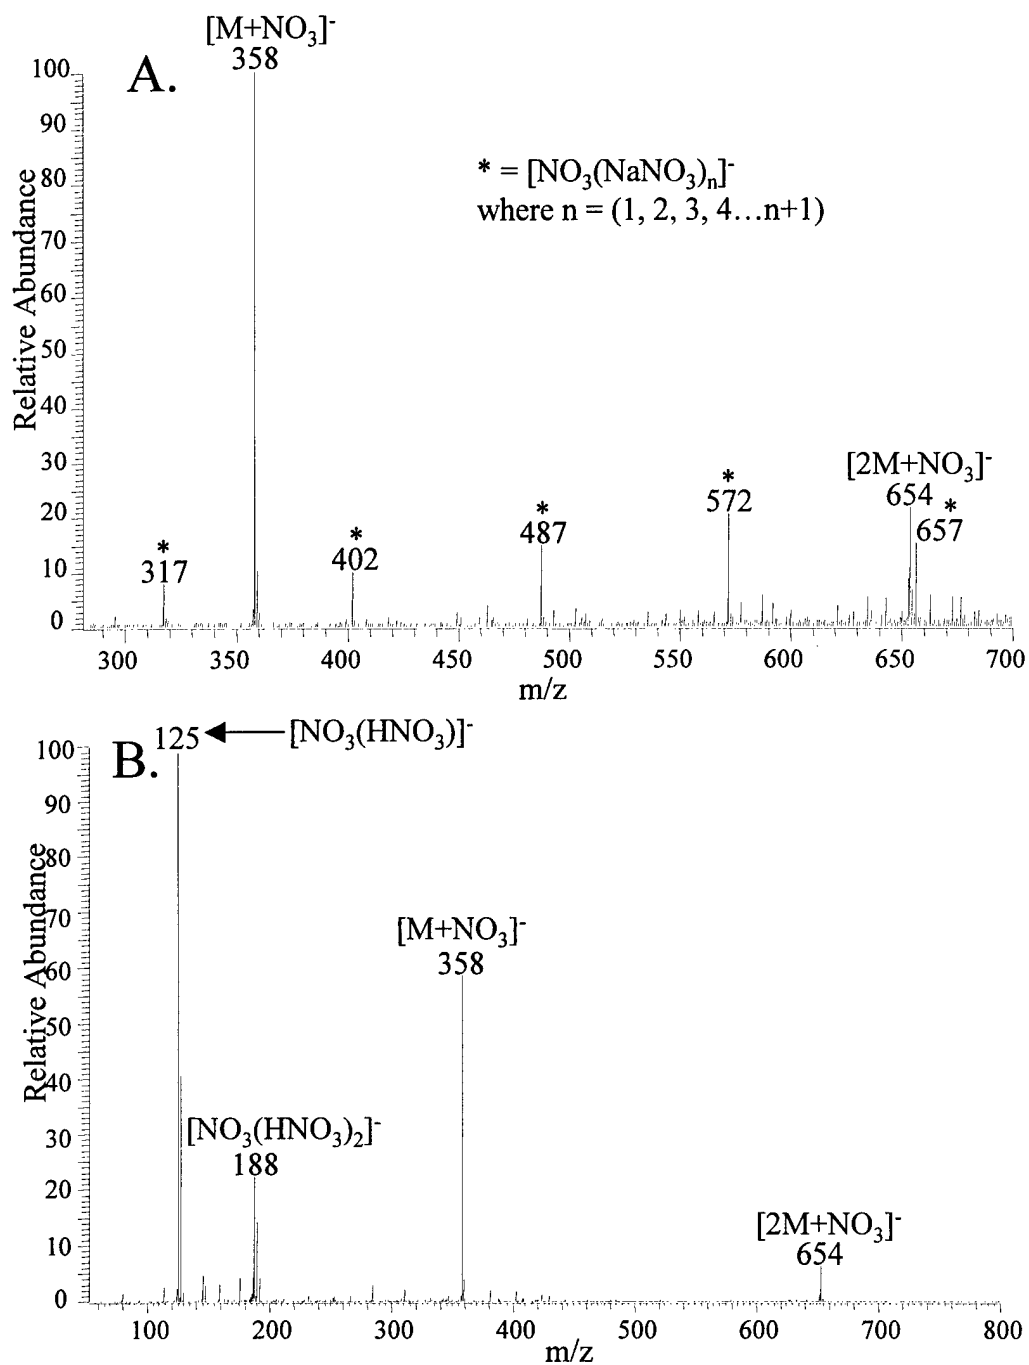 [M+NO₃]⁻
358
A.
* = [NO₃(NaNO₃)ₙ]⁻
where n = (1, 2, 3, 4…n+1)
Relative Abundance
100
90
80
70
60
50
40
30
20
10
0
*
317
*
402
*
487
*
572
[2M+NO₃]⁻
654
*
657
300 350 400 450 500 550 600 650 700
m/z
125
[NO₃(HNO₃)]⁻
B.
Relative Abundance
100
90
80
70
60
50
40
30
20
10
0
[M+NO₃]⁻
358
[NO₃(HNO₃)₂]⁻
188
[2M+NO₃]⁻
654
100 200 300 400 500 600 700 800
m/z